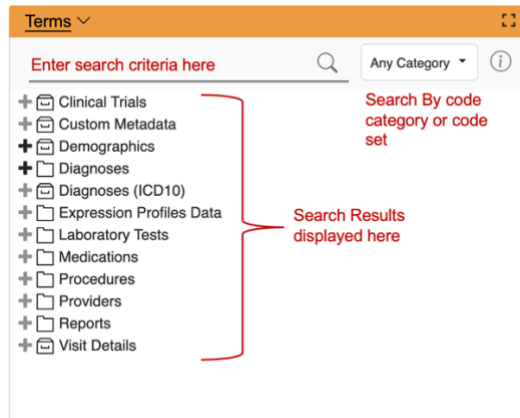 Terms
Enter search criteria here
Any Category
i
Clinical Trials
Custom Metadata
Demographics
Diagnoses
Diagnoses (ICD10)
Expression Profiles Data
Laboratory Tests
Medications
Procedures
Providers
Reports
Visit Details
Search By code
category or code
set
Search Results
displayed here